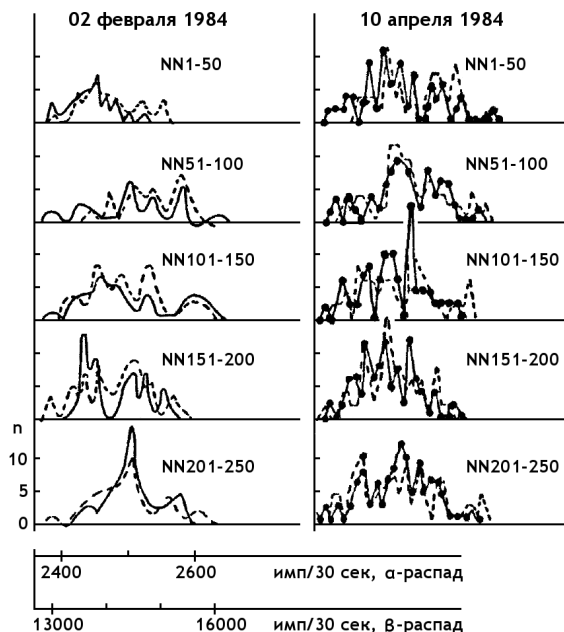 02 февраля 1984
10 апреля 1984
NN1-50
NN1-50
NN51-100
NN51-100
NN101-150
NN101-150
NN151-200
NN151-200
n
10
5
0
NN201-250
NN201-250
2400 2600 имп/30 сек, α-распад
13000 16000 имп/30 сек, β-распад